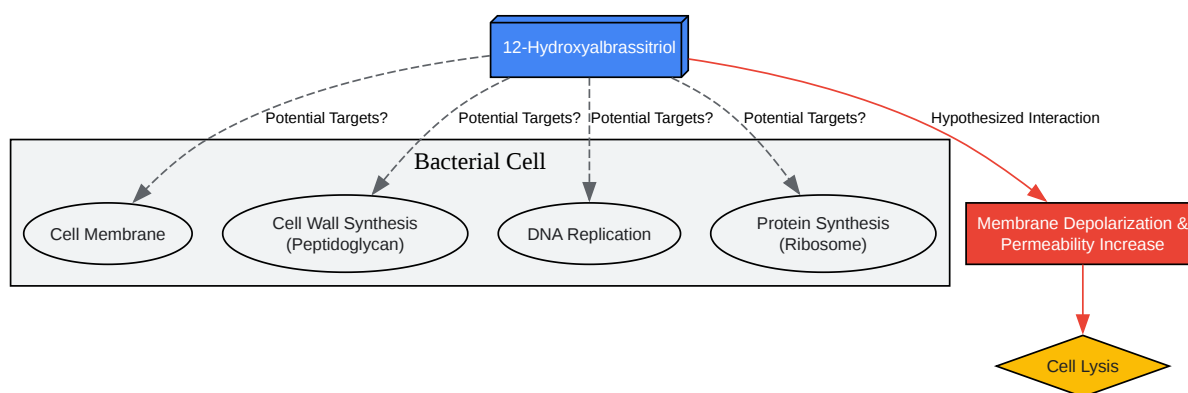 12-Hydroxyalbrassitriol
Potential Targets?
Potential Targets?
Potential Targets?
Potential Targets?
Hypothesized Interaction
Bacterial Cell
Cell Membrane
Cell Wall Synthesis
(Peptidoglycan)
DNA Replication
Protein Synthesis
(Ribosome)
Membrane Depolarization &
Permeability Increase
Cell Lysis